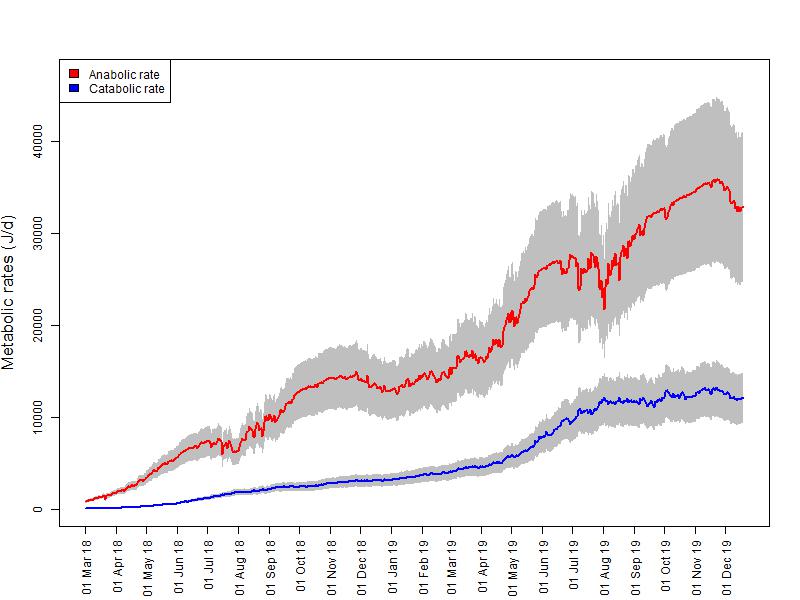 Anabolic rate
Catabolic rate
Metabolic rates (J/d)
40000
30000
20000
10000
0
01 Mar 18
01 Apr 18
01 May 18
01 Jun 18
01 Jul 18
01 Aug 18
01 Sep 18
01 Oct 18
01 Nov 18
01 Dec 18
01 Jan 19
01 Feb 19
01 Mar 19
01 Apr 19
01 May 19
01 Jun 19
01 Jul 19
01 Aug 19
01 Sep 19
01 Oct 19
01 Nov 19
01 Dec 19